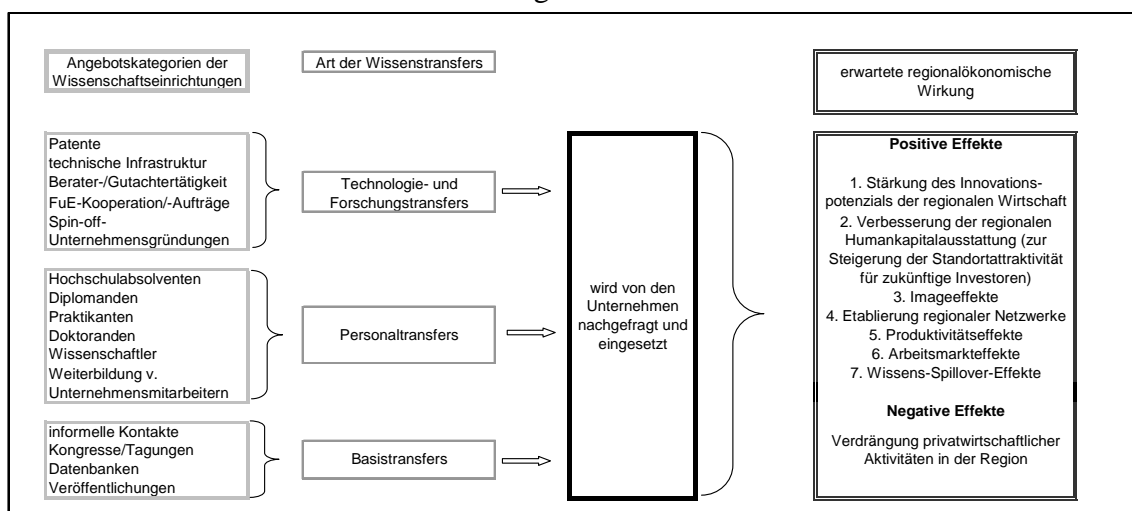 Angebotskategorien der
Wissenschaftseinrichtungen
Art der Wissenstransfers
erwartete regionalökonomische
Wirkung
Patente
technische Infrastruktur
Berater-/Gutachtertätigkeit
FuE-Kooperation/-Aufträge
Spin-off-
Unternehmensgründungen
Technologie- und
Forschungstransfers
Hochschulabsolventen
Diplomanden
Praktikanten
Doktoranden
Wissenschaftler
Weiterbildung v.
Unternehmensmitarbeitern
Personaltransfers
informelle Kontakte
Kongresse/Tagungen
Datenbanken
Veröffentlichungen
Basistransfers
wird von den
Unternehmen
nachgefragt und
eingesetzt
Positive Effekte
1. Stärkung des Innovations-
potenzials der regionalen Wirtschaft
2. Verbesserung der regionalen
Humankapitalausstattung (zur
Steigerung der Standortattraktivität
für zukünftige Investoren)
3. Imageeffekte
4. Etablierung regionaler Netzwerke
5. Produktivitätseffekte
6. Arbeitsmarkteffekte
7. Wissens-Spillover-Effekte
Negative Effekte
Verdrängung privatwirtschaftlicher
Aktivitäten in der Region